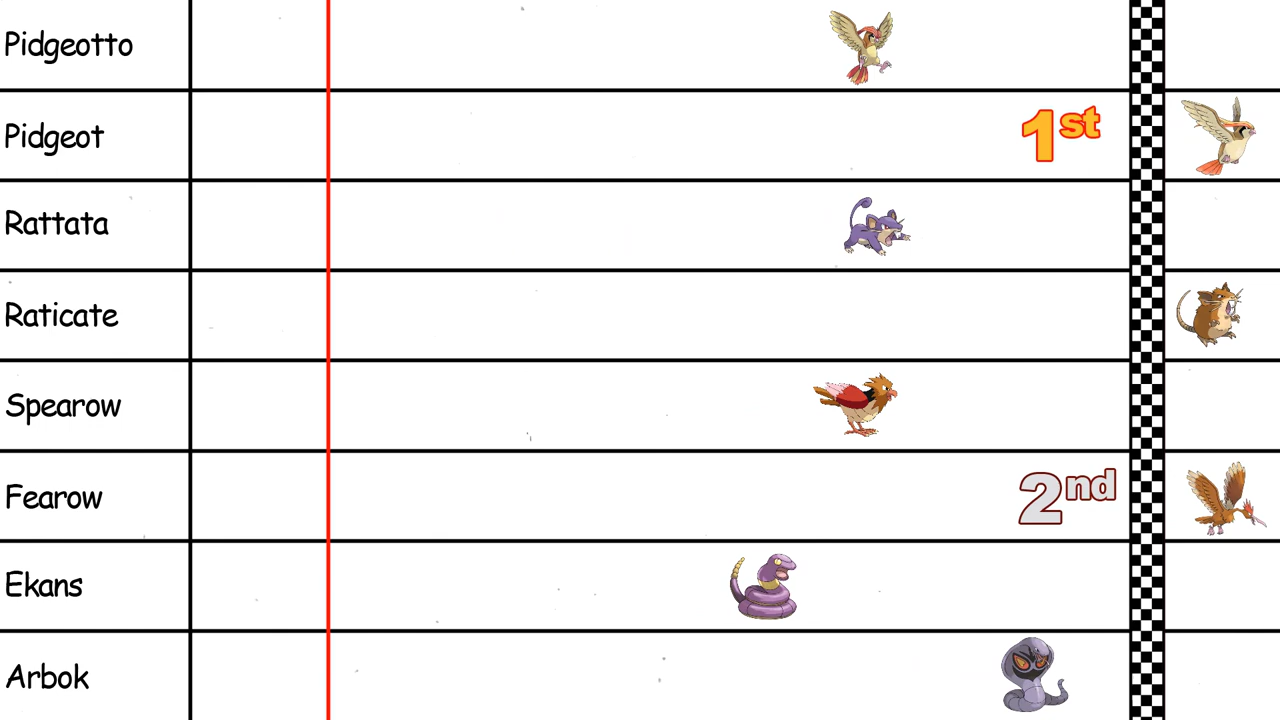 Pidgeotto
Pidgeot 1st
Rattata
Raticate
Spearow
Fearow 2nd
Ekans
Arbok